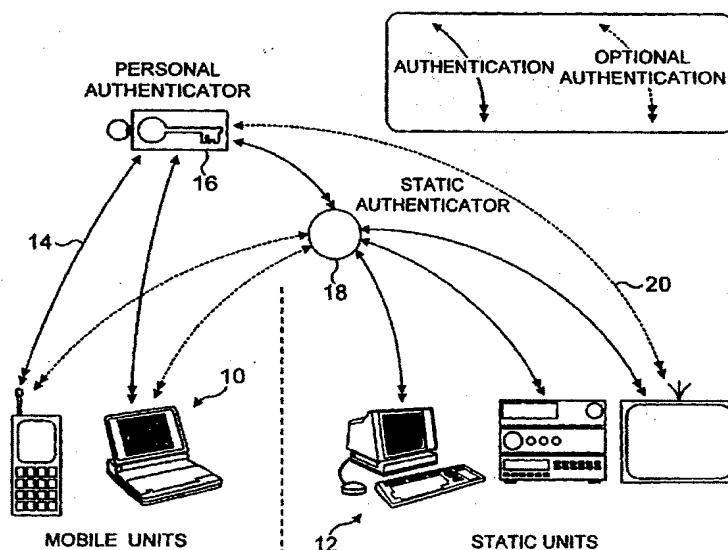 PERSONAL
AUTHENTICATOR
AUTHENTICATION
OPTIONAL
AUTHENTICATION
16
STATIC
AUTHENTICATOR
14
18
20
10
12
MOBILE UNITS
STATIC UNITS